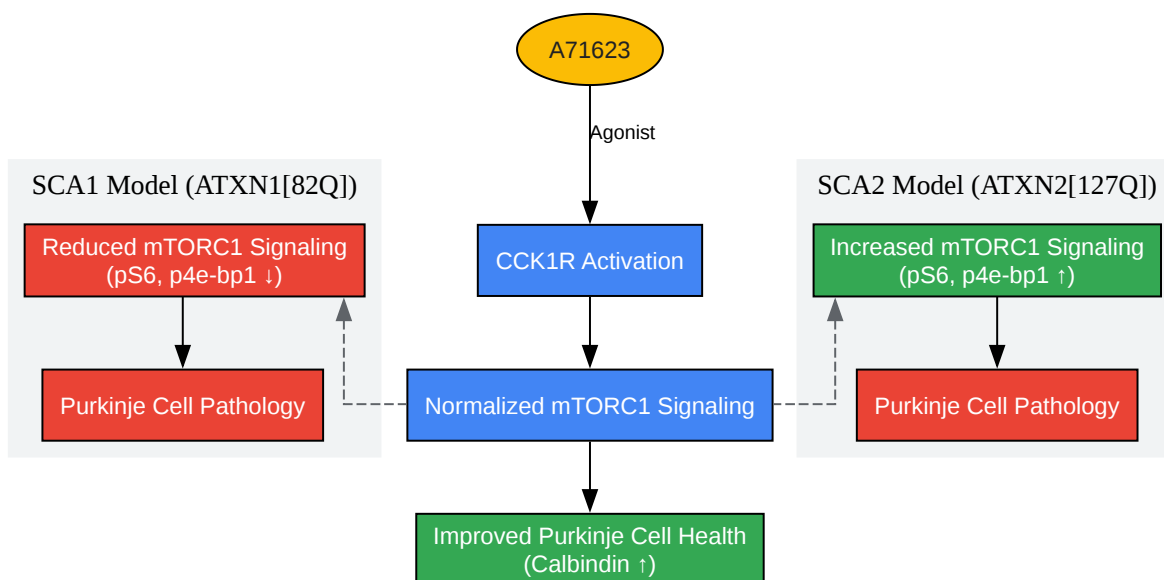 A71623
Agonist
SCA1 Model (ATXN1[82Q])
Reduced mTORC1 Signaling
(pS6, p4e-bp1 ↓)
Purkinje Cell Pathology
CCK1R Activation
Normalized mTORC1 Signaling
SCA2 Model (ATXN2[127Q])
Increased mTORC1 Signaling
(pS6, p4e-bp1 ↑)
Purkinje Cell Pathology
Improved Purkinje Cell Health
(Calbindin ↑)